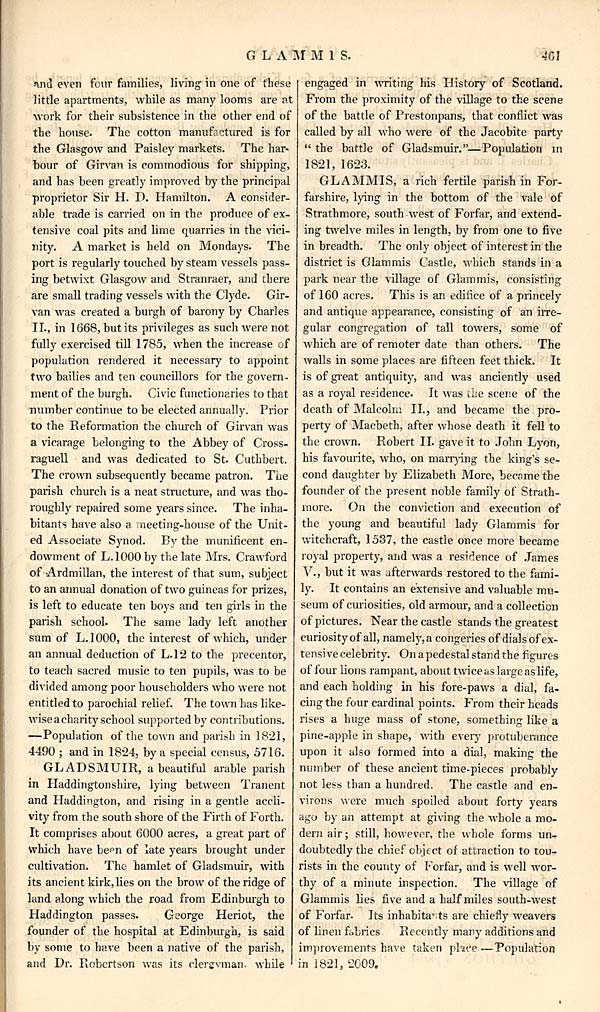 GLAMMIS.
461
and even four families, living in one of these
little apartments, while as many looms are at
work for their subsistence in the other end of
the house. The cotton manufactured is for
the Glasgow and Paisley markets. The har-
bour of Girvan is commodious for shipping,
and has been greatly improved by the principal
proprietor Sir H. D. Hamilton. A consider-
able trade is carried on in the produce of ex-
tensive coal pits and lime quarries in the vici-
nity. A market is held on Mondays. The
port is regularly touched by steam vessels pass-
ing betwixt Glasgow and Stranraer, and there
are small trading vessels with the Clyde. Gir-
van was created a burgh of barony by Charles
II., in 1668, but its privileges as such were not
fully exercised till 1785, when the increase of
population rendered it necessary to appoint
two bailies and ten councillors for the govern-
ment of the burgh. Civic functionaries to that
number continue to be elected annually. Prior
to the Reformation the church of Girvan was
a vicarage belonging to the Abbey of Cross-
raguell and was dedicated to St. Cuthbert.
The crown subsequently became patron. The
parish church is a neat structure, and was tho-
roughly repaired some years since. The inha-
bitants have also a meeting-house of the Unit-
ed Associate Synod. By the munificent en-
dowment of L.1000 by the late Mrs. Crawford
of Ardmillan, the interest of that sum, subject
to an annual donation of two guineas for prizes,
is left to educate ten boys and ten girls in the
parish school. The same lady left another
sum of L.1000, the interest of which, under
an annual deduction of L.12 to the precentor,
to teach sacred music to ten pupils, was to be
divided among poor householders who were not
entitled to parochial relief. The town has like-
wise a charity school supported by contributions.
—Population of the town and parish in 1821,
4490 ; and in 1824, by a special census, 5716.
GLADSMUIR, a beautiful arable parish
in Haddingtonshire, lying between Tranent
and Haddington, and rising in a gentle accli-
vity from the south shore of the Firth of Forth.
It comprises about 6000 acres, a great part of
which have been of late years brought under
cultivation. The hamlet of Gladsmuir, with
its ancient kirk, lies on the brow of the ridge of
land along which the road from Edinburgh to
Haddington passes. George Heriot, the
founder of the hospital at Edinburgh, is said
by some to have been a native of the parish,
and Dr. Robertson was its clergyman, while
engaged in writing his History of Scotland.
From the proximity of the village to the scene
of the battle of Prestonpans, that conflict was
called by all who were of the Jacobite party
“ the battle of Gladsmuir.”—Population in
1821, 1623.
GLAMMIS, a rich fertile parish in For-
farshire, lying in the bottom of the vale of
Strathmore, south west of Forfar, and extend-
ing twelve miles in length, by from one to five
in breadth. The only object of interest in the
district is Glammis Castle, which stands in a
park near the village of Glammis, consisting
of 160 acres. This is an edifice of a princely
and antique appearance, consisting of an irre-
gular congregation of tall towers, some of
which are of remoter date than others. The
walls in some places are fifteen feet thick. It
is of great antiquity, and was anciently used
as a royal residence. It was the scene of the
death of Malcolm II., and became the pro-
perty of Macbeth, after whose death it fell to
the crown. Robert II. gave it to John Lyon,
his favourite, who, on marrying the king's se-
cond daughter by Elizabeth More, became the
founder of the present noble family of Strath-
more. On the conviction and execution of
the young and beautiful lady Glammis for
witchcraft, 1537, the castle once more became
royal property, and was a residence of James
V., but it was afterwards restored to the fami-
ly. It contains an extensive and valuable mu-
seum of curiosities, old armour, and a collection
of pictures. Near the castle stands the greatest
curiosity of all, namely, a congeries of dials of ex-
tensive celebrity. On a pedestal stand the figures
of four lions rampant, about twice as large as life,
and each holding in his fore-paws a dial, fa-
cing the four cardinal points. From their heads
rises a huge mass of stone, something like a
pine-apple in shape, with every protuberance
upon it also formed into a dial, making the
number of these ancient time-pieces probably
not less than a hundred. The castle and en-
virons were much spoiled about forty years
ago by an attempt at giving the whole a mo-
dern air; still, however, the whole forms un-
doubtedly the chief object of attraction to tou-
rists in the county of Forfar, and is well wor-
thy of a minute inspection. The village of
Glammis lies five and a half miles south-west
of Forfar. Its inhabitants are chiefly weavers
of linen fabrics Recently many additions and
improvements have taken place —Population
in 1821, 2009.